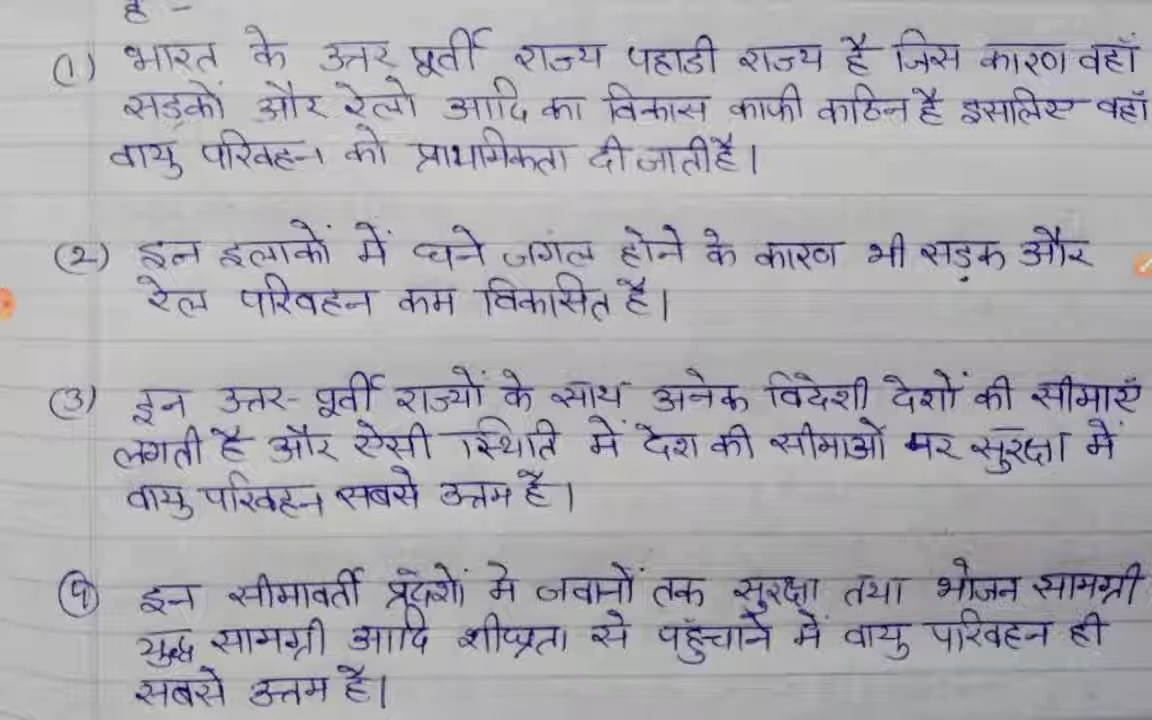 है -
(1) भारत के उत्तर पूर्वी राज्य पहाडी राज्य है जिस कारण वहाँ
सड़कों और रेलो आदि का विकास काफी कठिन है इसलिए वहाँ
वायु परिवहन को प्राथमिकता दी जाती है।
(2) इन इलाकों में घने जगंल होने के कारण भी सड़क और
रेल परिवहन कम विकासित है।
(3) इन उत्तर-पूर्वी राज्यों के साथ अनेक विदेशी देशों की सीमाएँ
लगती है और ऐसी स्थिति में देश की सीमाओं पर सुरक्षा में
वायु परिवहन सबसे उत्तम है।
(4) इन सीमावर्ती प्रदेशों मे जवानों तक सुरक्षा तथा भोजन सामग्री
युद्ध सामग्री आदि शीघ्रता से पहुँचाने में वायु परिवहन ही
सबसे उत्तम है।